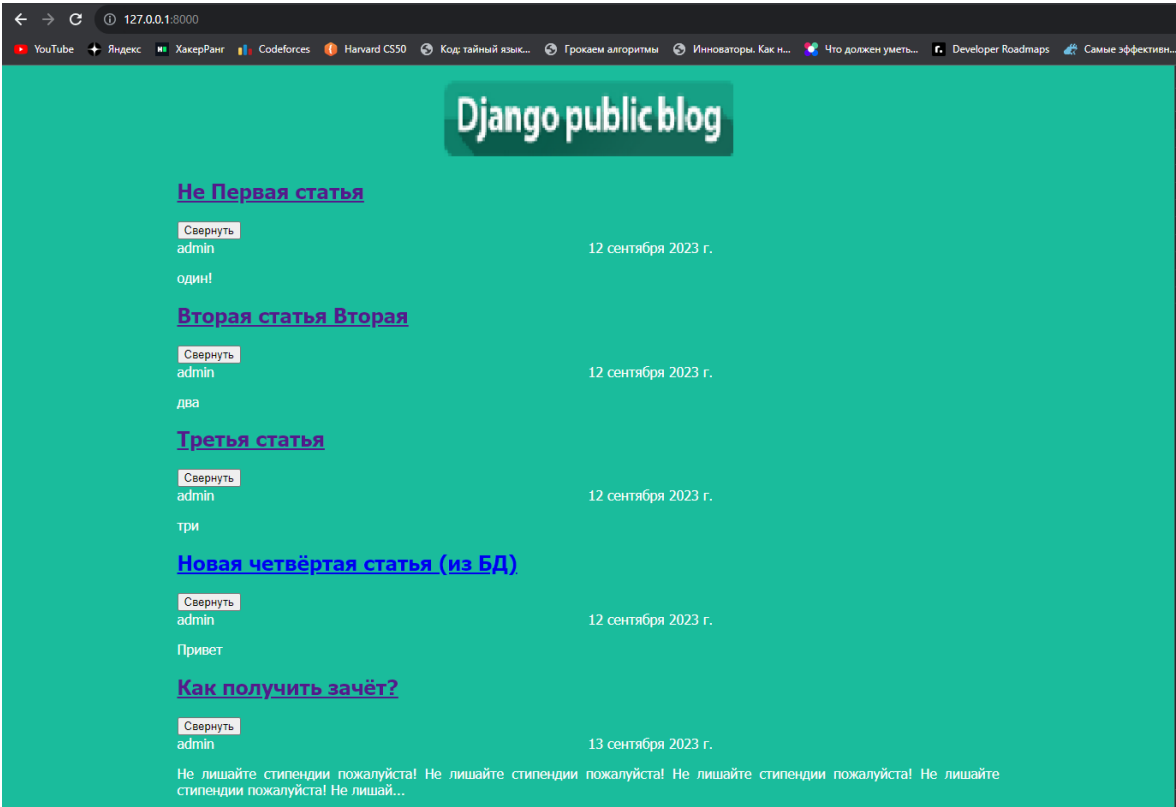 127.0.0.1:8000
YouTube Яндекс ХакерРанг Codeforces Harvard CS50 Код: тайный язык... Грокаем алгоритмы Инноваторы. Как н... Что должен уметь... Developer Roadmaps Самые эффективн...
Django public blog
Не Первая статья
Свернуть
admin 12 сентября 2023 г.
один!
Вторая статья Вторая
Свернуть
admin 12 сентября 2023 г.
два
Третья статья
Свернуть
admin 12 сентября 2023 г.
три
Новая четвёртая статья (из БД)
Свернуть
admin 12 сентября 2023 г.
Привет
Как получить зачёт?
Свернуть
admin 13 сентября 2023 г.
Не лишайте стипендии пожалуйста! Не лишайте стипендии пожалуйста! Не лишайте стипендии пожалуйста! Не лишайте
стипендии пожалуйста! Не лишай...